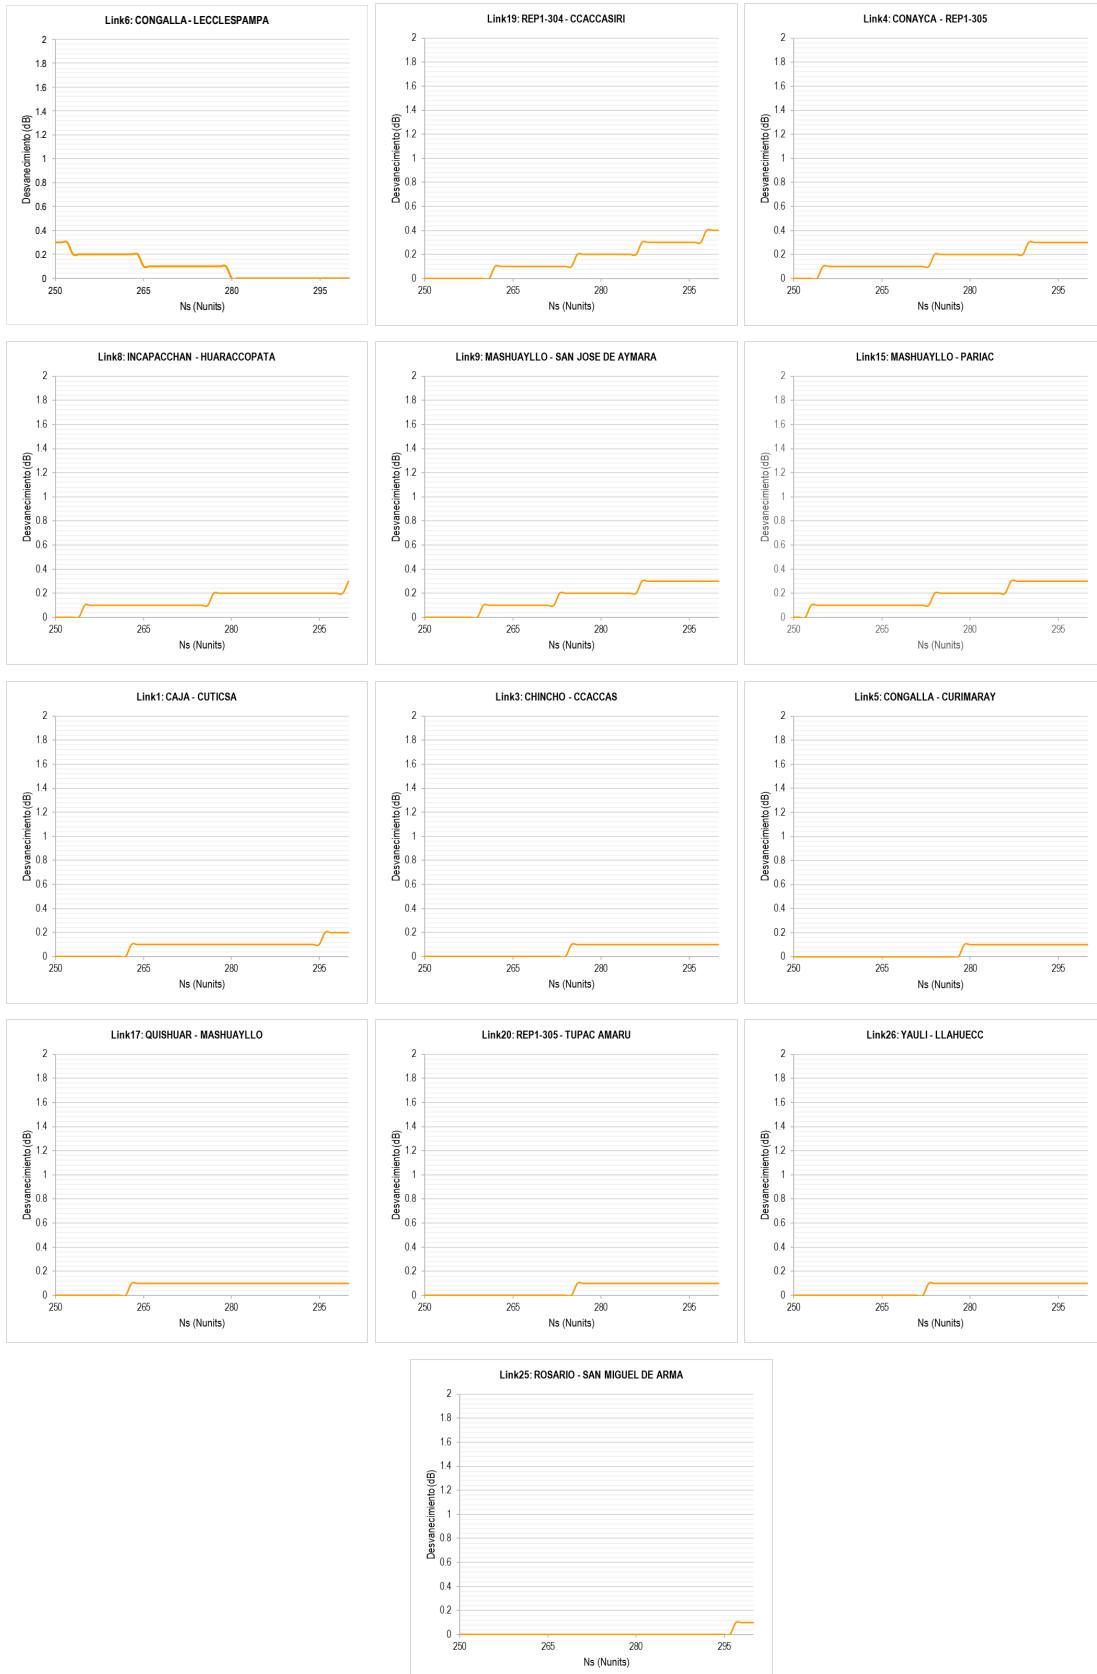 Link6: CONGALLA - LECCLESPAMPA
2
1.8
1.6
1.4
1.2
1
0.8
0.6
0.4
0.2
0
Desvanecimiento (dB)
250 265 280 295
Ns (Nunits)
Link19: REP1-304 - CCACCASIRI
2
1.8
1.6
1.4
1.2
1
0.8
0.6
0.4
0.2
0
Desvanecimiento (dB)
250 265 280 295
Ns (Nunits)
Link4: CONAYCA - REP1-305
2
1.8
1.6
1.4
1.2
1
0.8
0.6
0.4
0.2
0
Desvanecimiento (dB)
250 265 280 295
Ns (Nunits)
Link8: INCAPACCHAN - HUARACCOPATA
2
1.8
1.6
1.4
1.2
1
0.8
0.6
0.4
0.2
0
Desvanecimiento (dB)
250 265 280 295
Ns (Nunits)
Link9: MASHUAYLLO - SAN JOSE DE AYMARA
2
1.8
1.6
1.4
1.2
1
0.8
0.6
0.4
0.2
0
Desvanecimiento (dB)
250 265 280 295
Ns (Nunits)
Link15: MASHUAYLLO - PARIAC
2
1.8
1.6
1.4
1.2
1
0.8
0.6
0.4
0.2
0
Desvanecimiento (dB)
250 265 280 295
Ns (Nunits)
Link1: CAJA - CUTICSA
2
1.8
1.6
1.4
1.2
1
0.8
0.6
0.4
0.2
0
Desvanecimiento (dB)
250 265 280 295
Ns (Nunits)
Link3: CHINCHO - CCACCAS
2
1.8
1.6
1.4
1.2
1
0.8
0.6
0.4
0.2
0
Desvanecimiento (dB)
250 265 280 295
Ns (Nunits)
Link5: CONGALLA - CURIMARAY
2
1.8
1.6
1.4
1.2
1
0.8
0.6
0.4
0.2
0
Desvanecimiento (dB)
250 265 280 295
Ns (Nunits)
Link17: QUISHUAR - MASHUAYLLO
2
1.8
1.6
1.4
1.2
1
0.8
0.6
0.4
0.2
0
Desvanecimiento (dB)
250 265 280 295
Ns (Nunits)
Link20: REP1-305 - TUPAC AMARU
2
1.8
1.6
1.4
1.2
1
0.8
0.6
0.4
0.2
0
Desvanecimiento (dB)
250 265 280 295
Ns (Nunits)
Link26: YAULI - LLAHUECC
2
1.8
1.6
1.4
1.2
1
0.8
0.6
0.4
0.2
0
Desvanecimiento (dB)
250 265 280 295
Ns (Nunits)
Link25: ROSARIO - SAN MIGUEL DE ARMA
2
1.8
1.6
1.4
1.2
1
0.8
0.6
0.4
0.2
0
Desvanecimiento (dB)
250 265 280 295
Ns (Nunits)